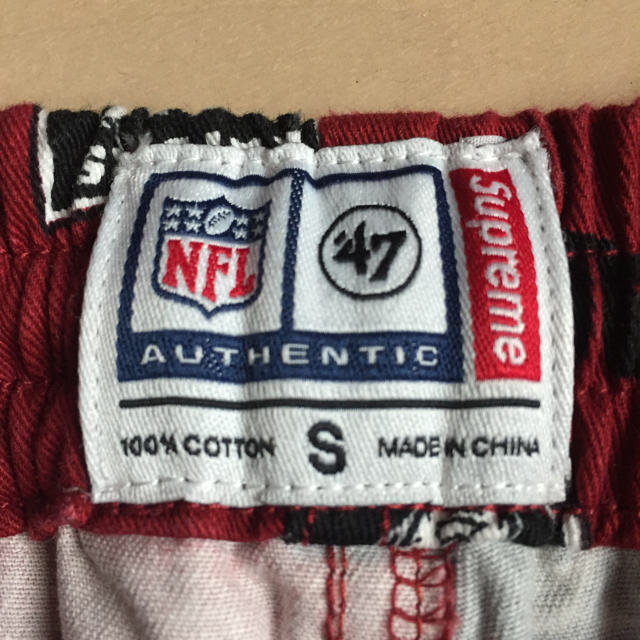 NFL
'47
Supreme
AUTHENTIC
100% COTTON S MADE IN CHINA